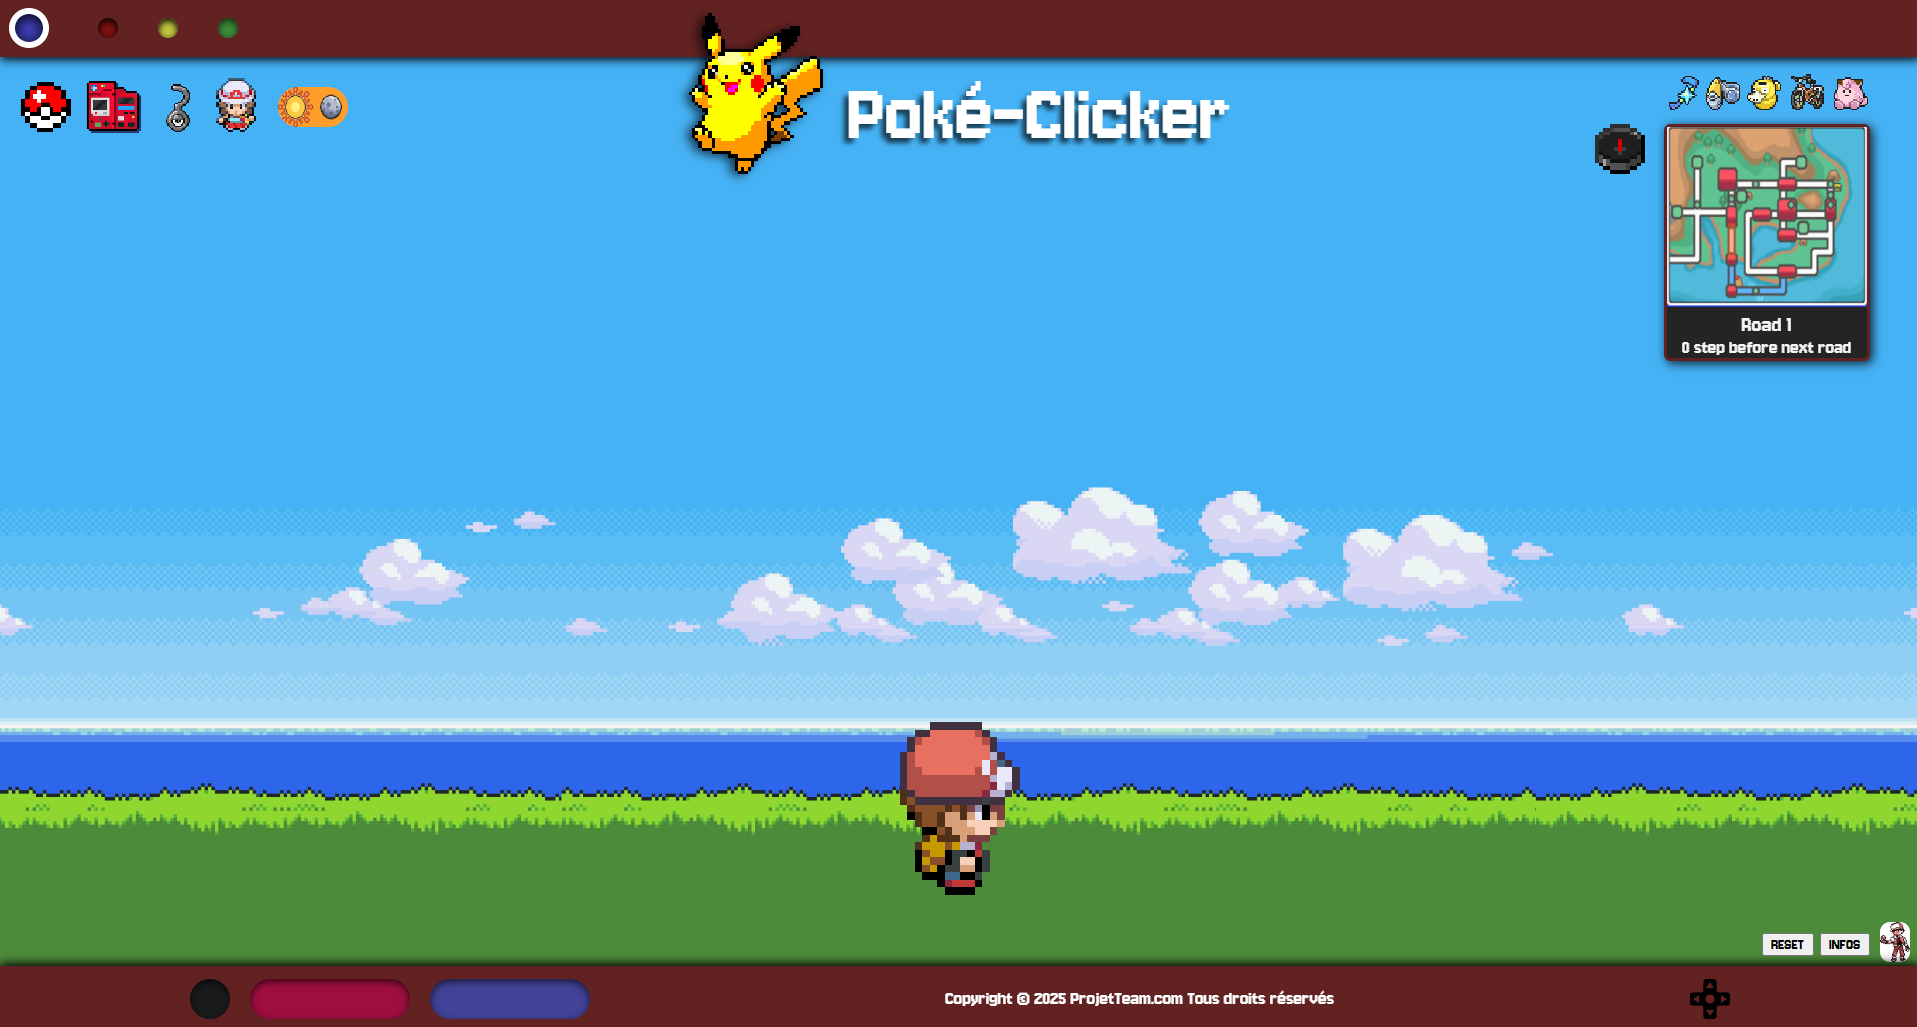 Poké-Clicker
Road 1
0 step before next road
RESET
INFOS
Copyright © 2025 ProjetTeam.com Tous droits réservés